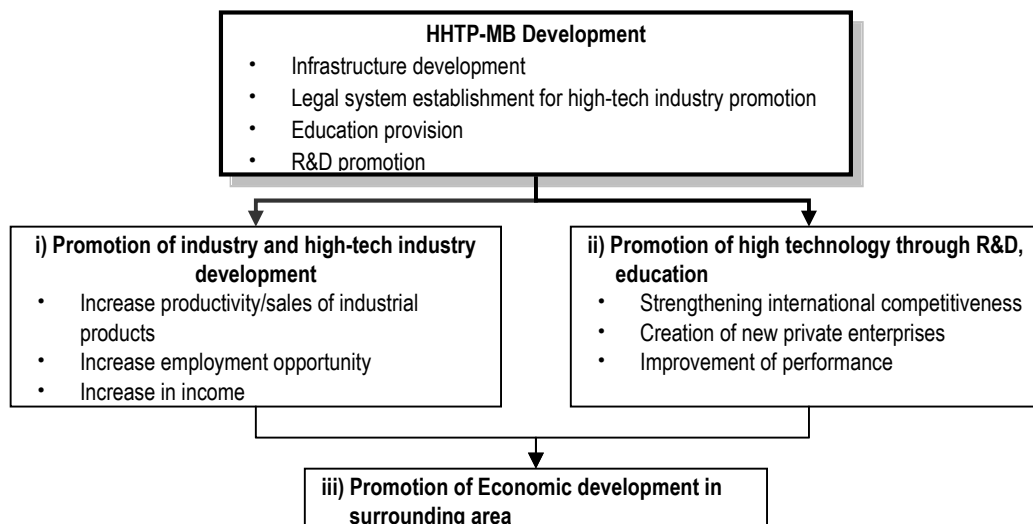 HHTP-MB Development
• Infrastructure development
• Legal system establishment for high-tech industry promotion
• Education provision
• R&D promotion
i) Promotion of industry and high-tech industry
development
• Increase productivity/sales of industrial
products
• Increase employment opportunity
• Increase in income
ii) Promotion of high technology through R&D,
education
• Strengthening international competitiveness
• Creation of new private enterprises
• Improvement of performance
iii) Promotion of Economic development in
surrounding area